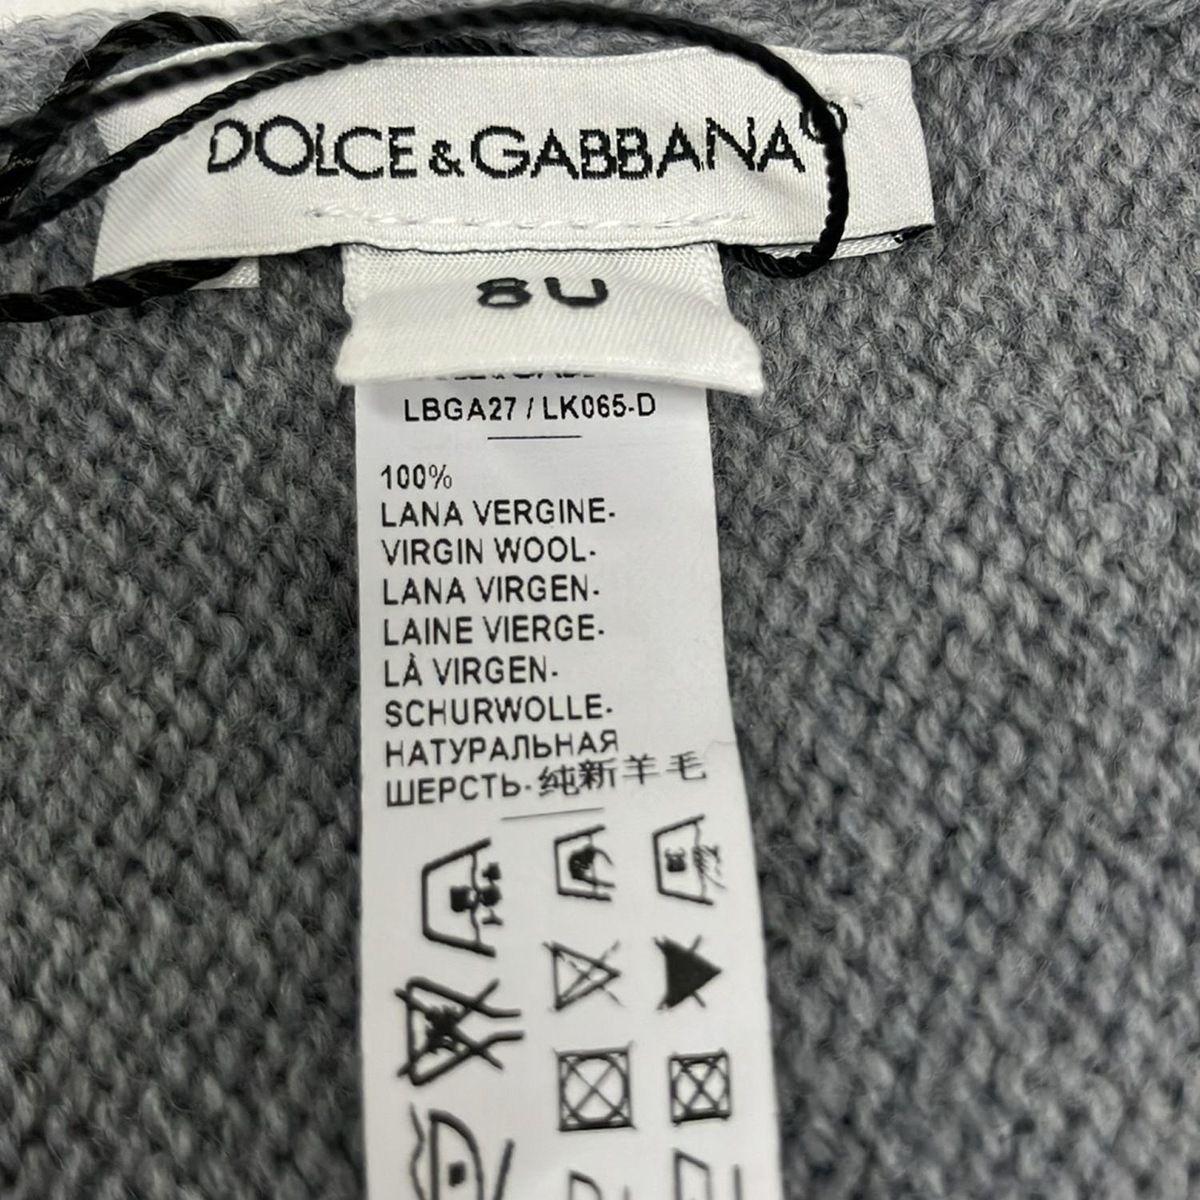 DOLCE & GABBANA
8U
LBGA27 / LK065-D
100%
LANA VERGINE-
VIRGIN WOOL-
LANA VIRGEN-
LAINE VIERGE-
LÀ VIRGEN-
SCHURWOLLE-
НАТУРАЛЬНАЯ
ШЕРСТЬ-纯新羊毛